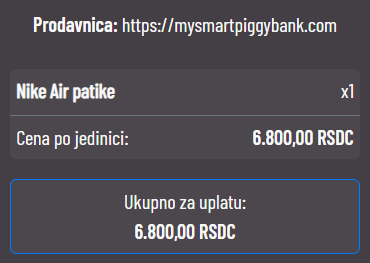 Prodavnica: https://mysmartpiggybank.com
Nike Air patike x1
Cena po jedinici: 6.800,00 RSDC
Ukupno za uplatu:
6.800,00 RSDC